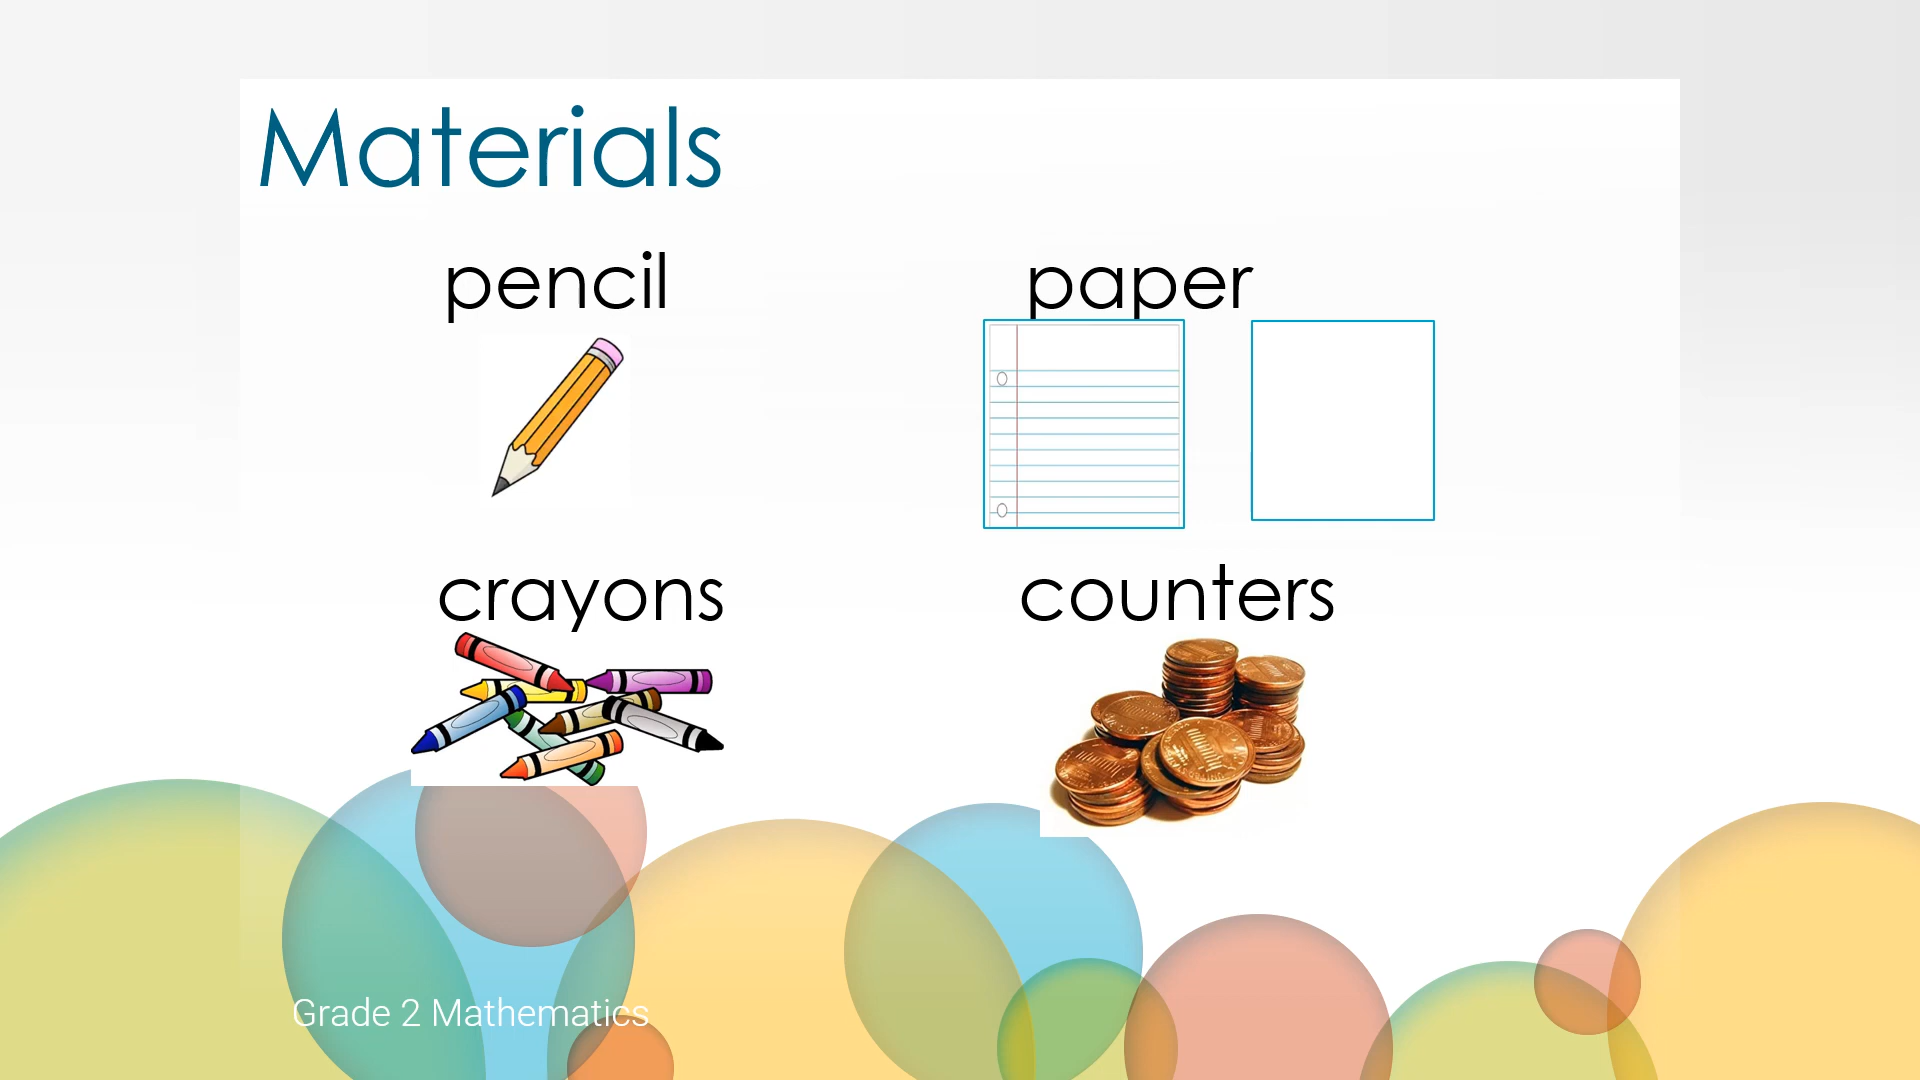 Materials
pencil
paper
crayons
counters
Grade 2 Mathematics